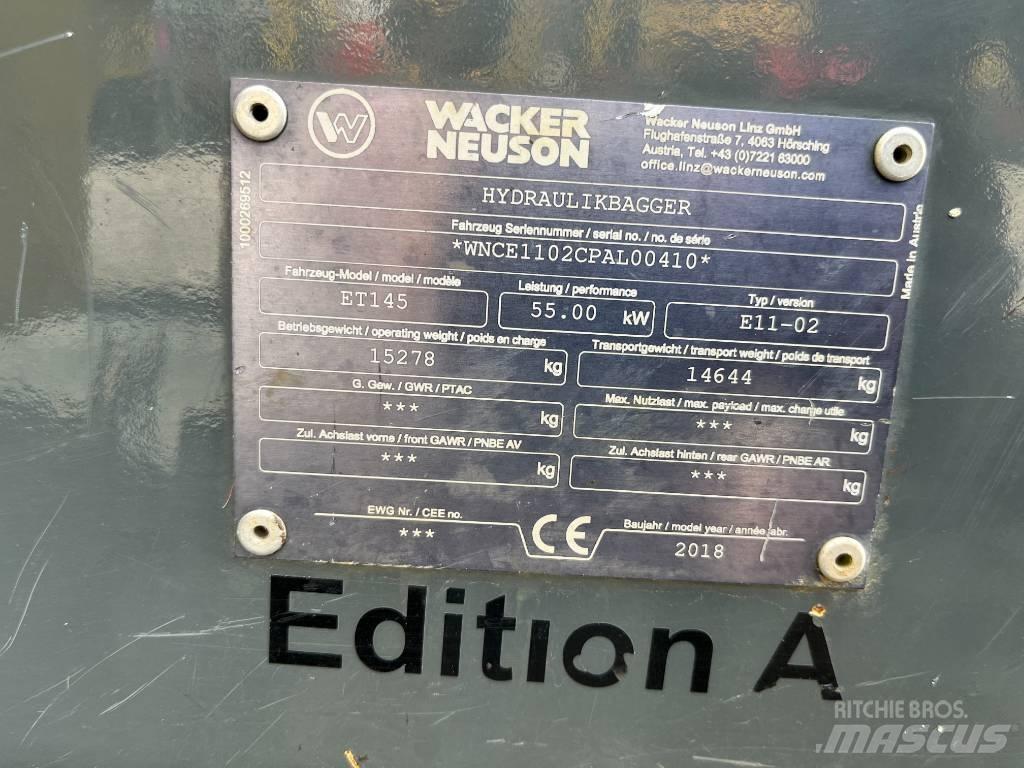 W
WACKER
NEUSON
Wacker Neuson Linz GmbH
Flughafenstraße 7, 4063 Hörsching
Austria, Tel. +43 (0)7221 63000
office.linz@wackerneuson.com
1000269512
HYDRAULIKBAGGER
Fahrzeug Seriennummer / serial no. / no. de série
*WNCE1102CPAL00410*
Made in Austria
Fahrzeug-Model / model / modèle
ET145
Leistung / performance
55.00 kW
Typ / version
E11-02
Betriebsgewicht / operating weight / poids en charge
15278 kg
Transportgewicht / transport weight / poids de transport
14644 kg
G. Gew. / GWR / PTAC
*** kg
Max. Nutzlast / max. payload / max. charge utile
*** kg
Zul. Achslast vorne / front GAWR / PNBE AV
*** kg
Zul. Achslast hinten / rear GAWR / PNBE AR
*** kg
EWG Nr. / CEE no.
***
CE
Baujahr / model year / année fabr.
2018
Edition A
RITCHIE BROS.
MASCUS